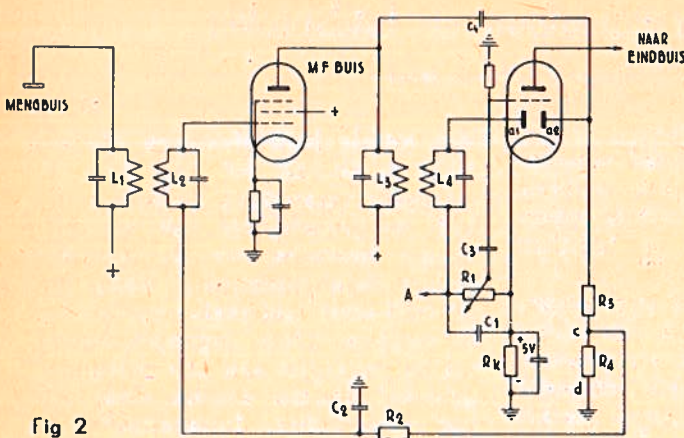 C4
NAAR
EINDBUIS
MENGBUIS
MF BUIS
+
a1 a2
L1 L2 L3 L4
+
+
C3
R1
A
R3
C1
c
+
5V
RK
-
R4
d
C2
R2
Fig 2